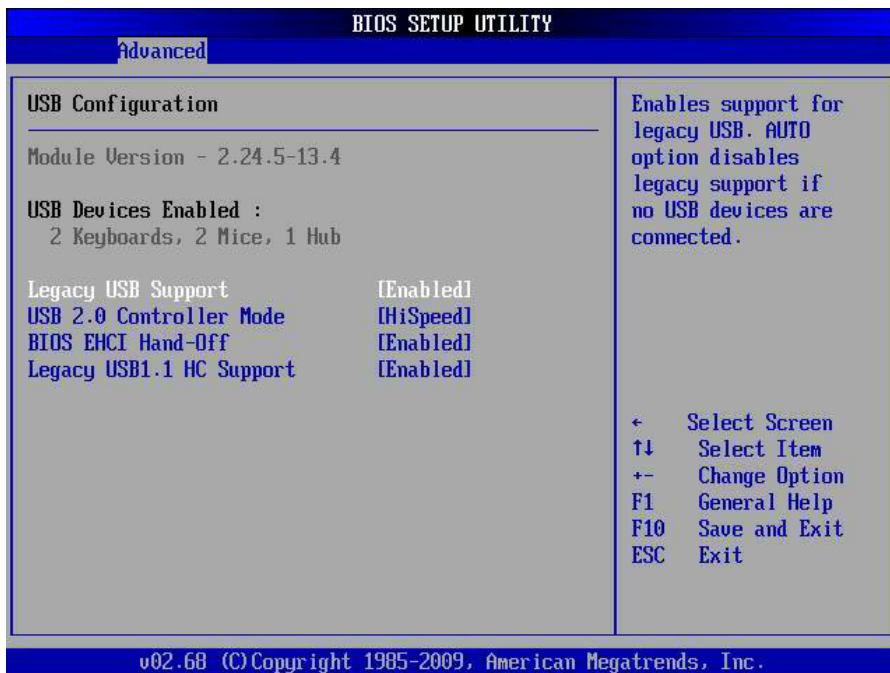 BIOS SETUP UTILITY
Advanced
USB Configuration
Module Version - 2.24.5-13.4
USB Devices Enabled :
2 Keyboards, 2 Mice, 1 Hub
Legacy USB Support [Enabled]
USB 2.0 Controller Mode [HiSpeed]
BIOS EHCI Hand-Off [Enabled]
Legacy USB1.1 HC Support [Enabled]
Enables support for
legacy USB. AUTO
option disables
legacy support if
no USB devices are
connected.
← Select Screen
↑↓ Select Item
+- Change Option
F1 General Help
F10 Save and Exit
ESC Exit
v02.68 (C)Copyright 1985-2009, American Megatrends, Inc.